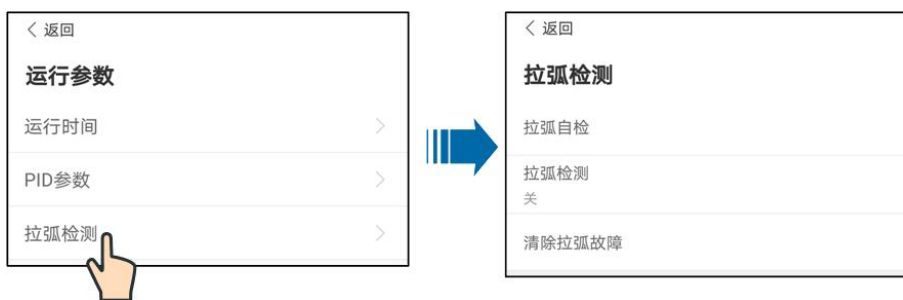 返回
运行参数
运行时间
PID参数
拉弧检测
返回
拉弧检测
拉弧自检
拉弧检测
关
清除拉弧故障